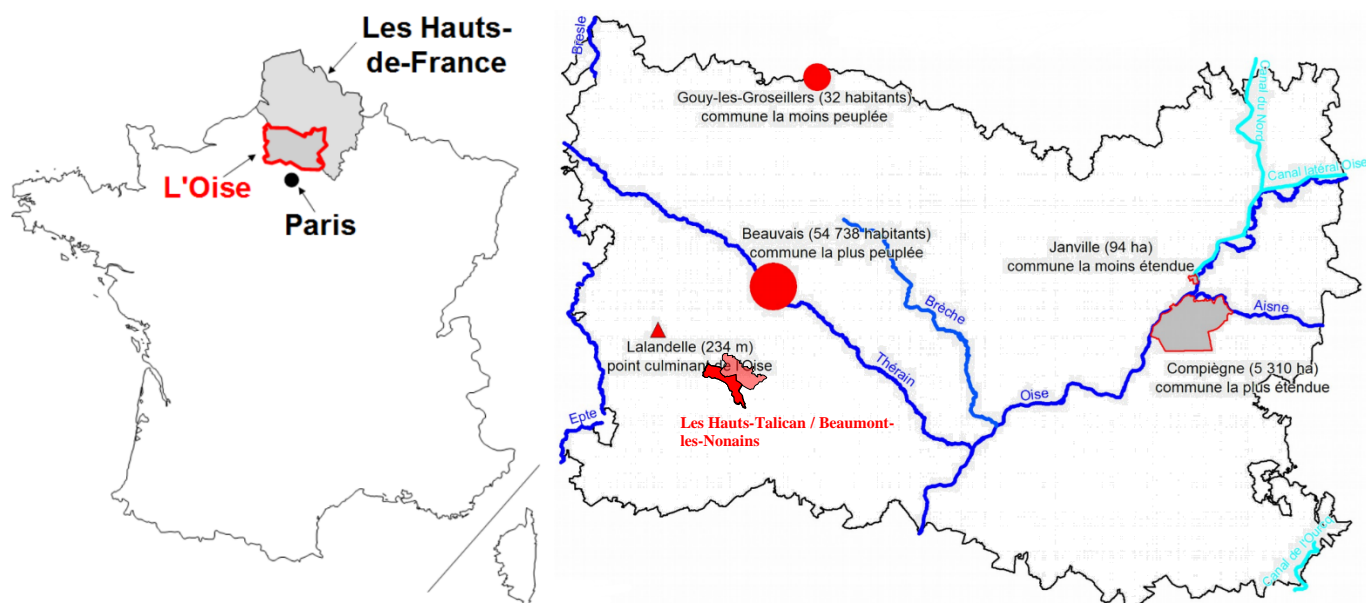 Les Hauts-
de-France
L'Oise
Paris
Bresle
Gouy-les-Groseillers (32 habitants)
commune la moins peuplée
Canal du Nord
Canal latéral Oise
Beauvais (54 738 habitants)
commune la plus peuplée
Janville (94 ha)
commune la moins étendue
Brèche
Aisne
Lalandelle (234 m)
point culminant de l'Oise
Thérain
Compiègne (5 310 ha)
commune la plus étendue
Oise
Epte
Les Hauts-Talican / Beaumont-
les-Nonains
Canal de l'Ourcq